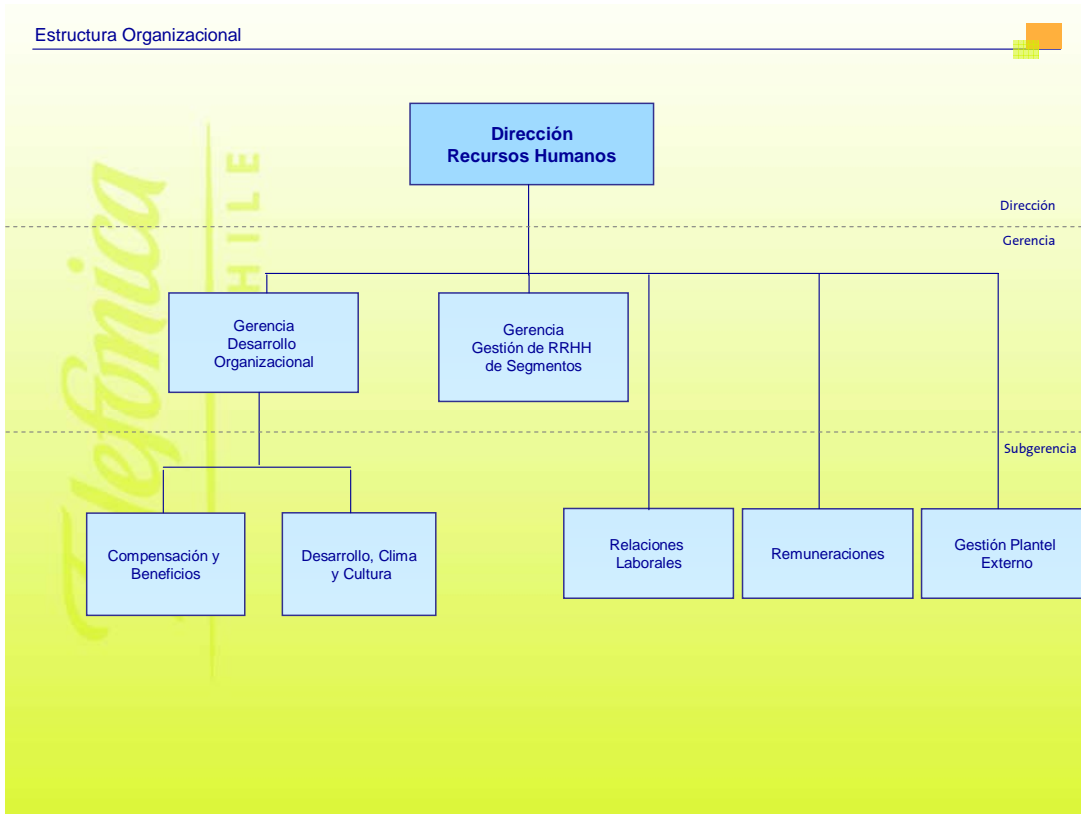 Estructura Organizacional
Dirección
Recursos Humanos
Dirección
Gerencia
Gerencia
Desarrollo
Organizacional
Gerencia
Gestión de RRHH
de Segmentos
Subgerencia
Compensación y
Beneficios
Desarrollo, Clima
y Cultura
Relaciones
Laborales
Remuneraciones
Gestión Plantel
Externo
Telefónica
CHILE